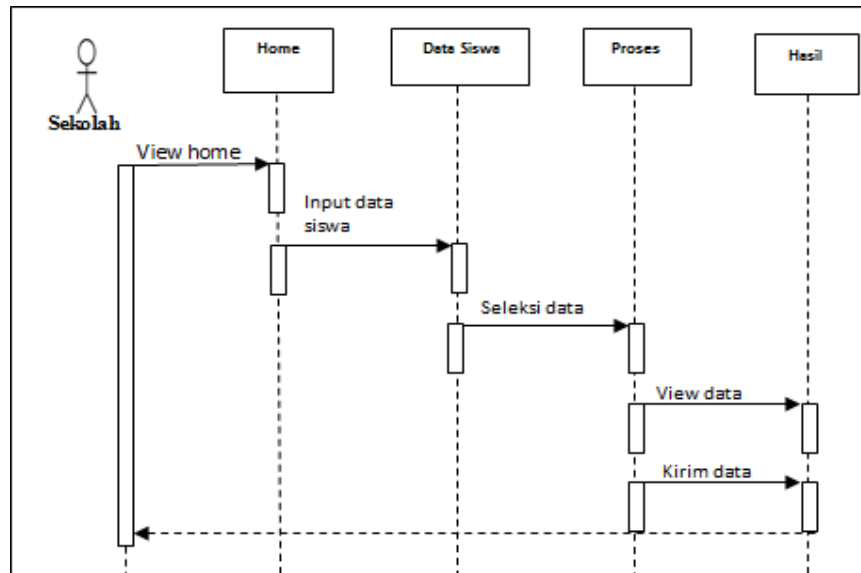 Home
Data Siswa
Proses
Hasil
Sekolah
View home
Input data
siswa
Seleksi data
View data
Kirim data